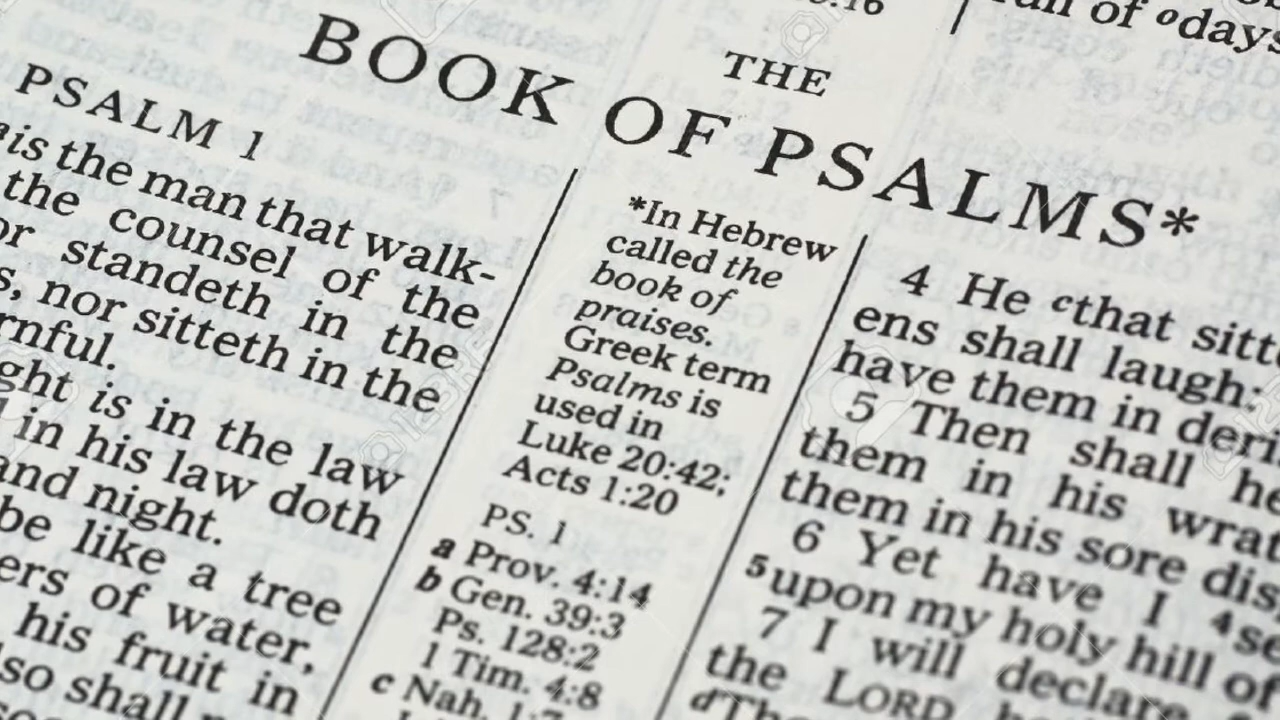 THE
BOOK OF PSALMS*
PSALM 1
is the man that walk-
the counsel of the
or standeth in the
nor sitteth in the
is in the law
in his law doth
and night.
be like a tree
of water,
his fruit in
so shall
*In Hebrew
called the
book of
praises.
Greek term
Psalms is
used in
Luke 20:42;
Acts 1:20
PS. 1
a Prov. 4:14
b Gen. 39:3
Ps. 128:2
1 Tim. 4:8
c Nah. 1:7
of ᵒdays
4 He ᶜthat sitt
ens shall laugh:
have them in deri
5 Then shall he
them in his wrat
them in his sore dis
6 Yet have I ⁴se
⁵upon my holy hill of
7 I will declare
the LORD